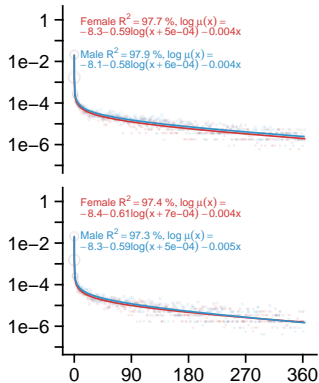 1
1e−2
1e−4
1e−6
Female R² = 97.7 %, log μ(x) =
−8.3−0.59log(x + 5e−04) −0.004x
Male R² = 97.9 %, log μ(x) =
−8.1−0.58log(x + 6e−04) −0.004x
1
1e−2
1e−4
1e−6
Female R² = 97.4 %, log μ(x) =
−8.4−0.61log(x + 7e−04) −0.004x
Male R² = 97.3 %, log μ(x) =
−8.3−0.59log(x + 5e−04) −0.005x
0 90 180 270 360